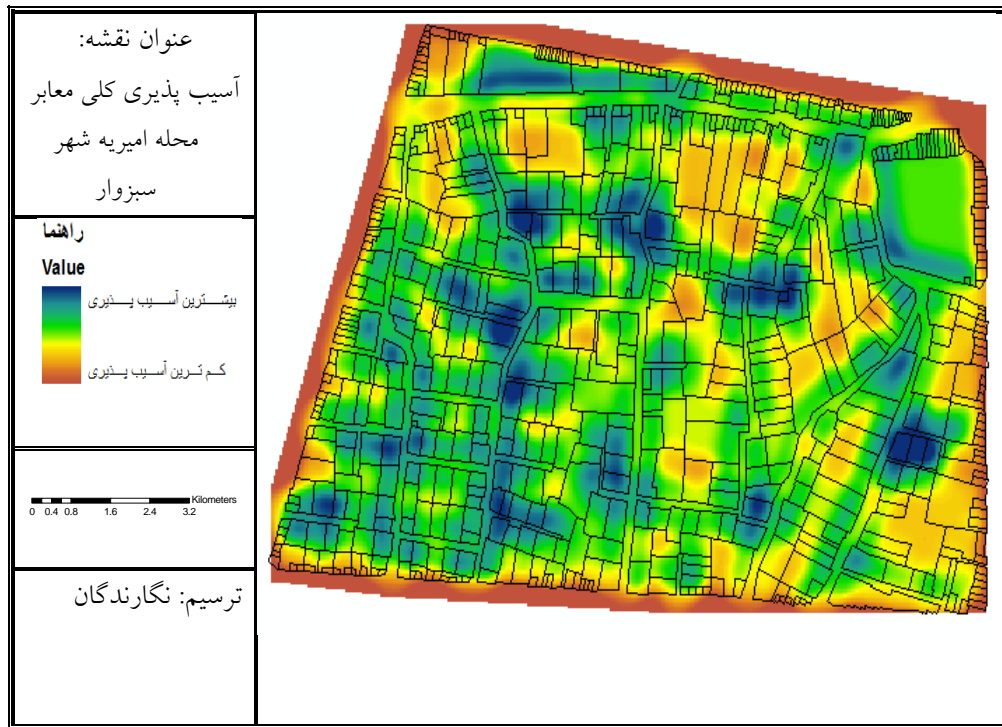 عنوان نقشه:
آسیب پذیری کلی معابر
محله امیریه شهر
سبزوار
راهنما
Value
بیشترین آسیب پذیری
کم ترین آسیب پذیری
Kilometers
0 0.4 0.8 1.6 2.4 3.2
ترسیم: نگارندگان